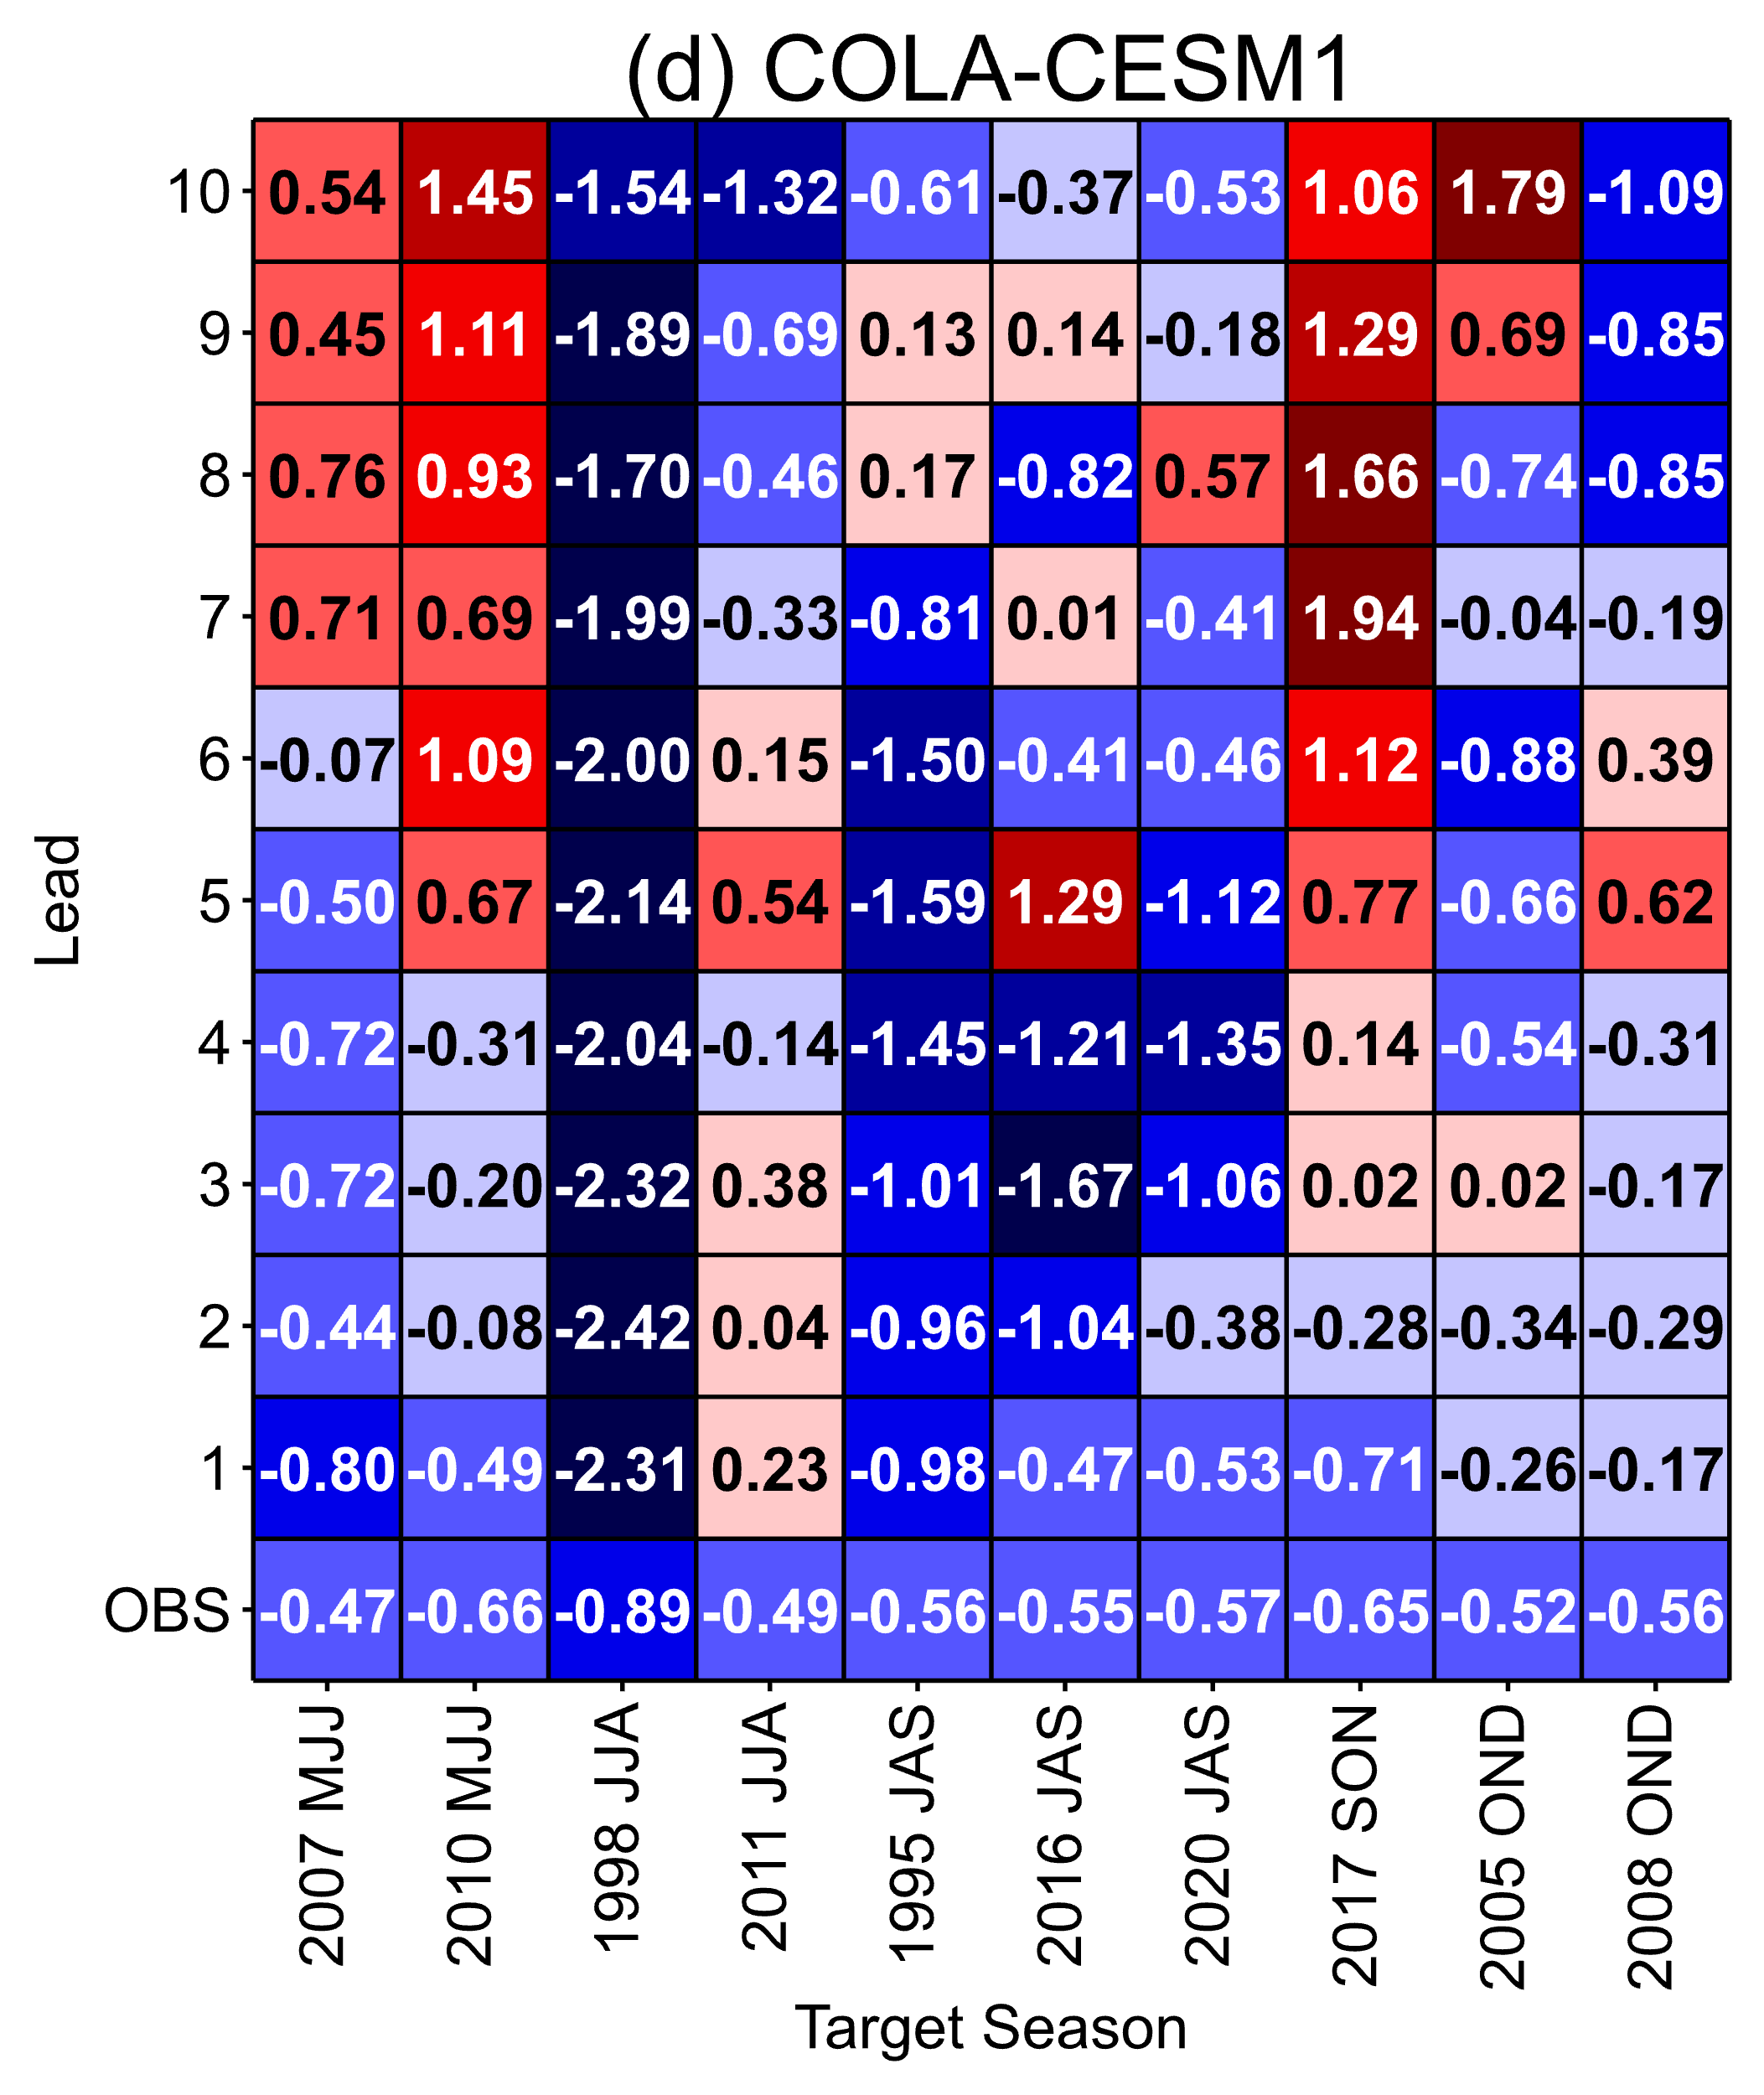 (d) COLA-CESM1
10 0.54 1.45 -1.54 -1.32 -0.61 -0.37 -0.53 1.06 1.79 -1.09
9 0.45 1.11 -1.89 -0.69 0.13 0.14 -0.18 1.29 0.69 -0.85
8 0.76 0.93 -1.70 -0.46 0.17 -0.82 0.57 1.66 -0.74 -0.85
7 0.71 0.69 -1.99 -0.33 -0.81 0.01 -0.41 1.94 -0.04 -0.19
6 -0.07 1.09 -2.00 0.15 -1.50 -0.41 -0.46 1.12 -0.88 0.39
Lead
5 -0.50 0.67 -2.14 0.54 -1.59 1.29 -1.12 0.77 -0.66 0.62
4 -0.72 -0.31 -2.04 -0.14 -1.45 -1.21 -1.35 0.14 -0.54 -0.31
3 -0.72 -0.20 -2.32 0.38 -1.01 -1.67 -1.06 0.02 0.02 -0.17
2 -0.44 -0.08 -2.42 0.04 -0.96 -1.04 -0.38 -0.28 -0.34 -0.29
1 -0.80 -0.49 -2.31 0.23 -0.98 -0.47 -0.53 -0.71 -0.26 -0.17
OBS -0.47 -0.66 -0.89 -0.49 -0.56 -0.55 -0.57 -0.65 -0.52 -0.56
2007 MJJ
2010 MJJ
1998 JJA
2011 JJA
1995 JAS
2016 JAS
2020 JAS
2017 SON
2005 OND
2008 OND
Target Season